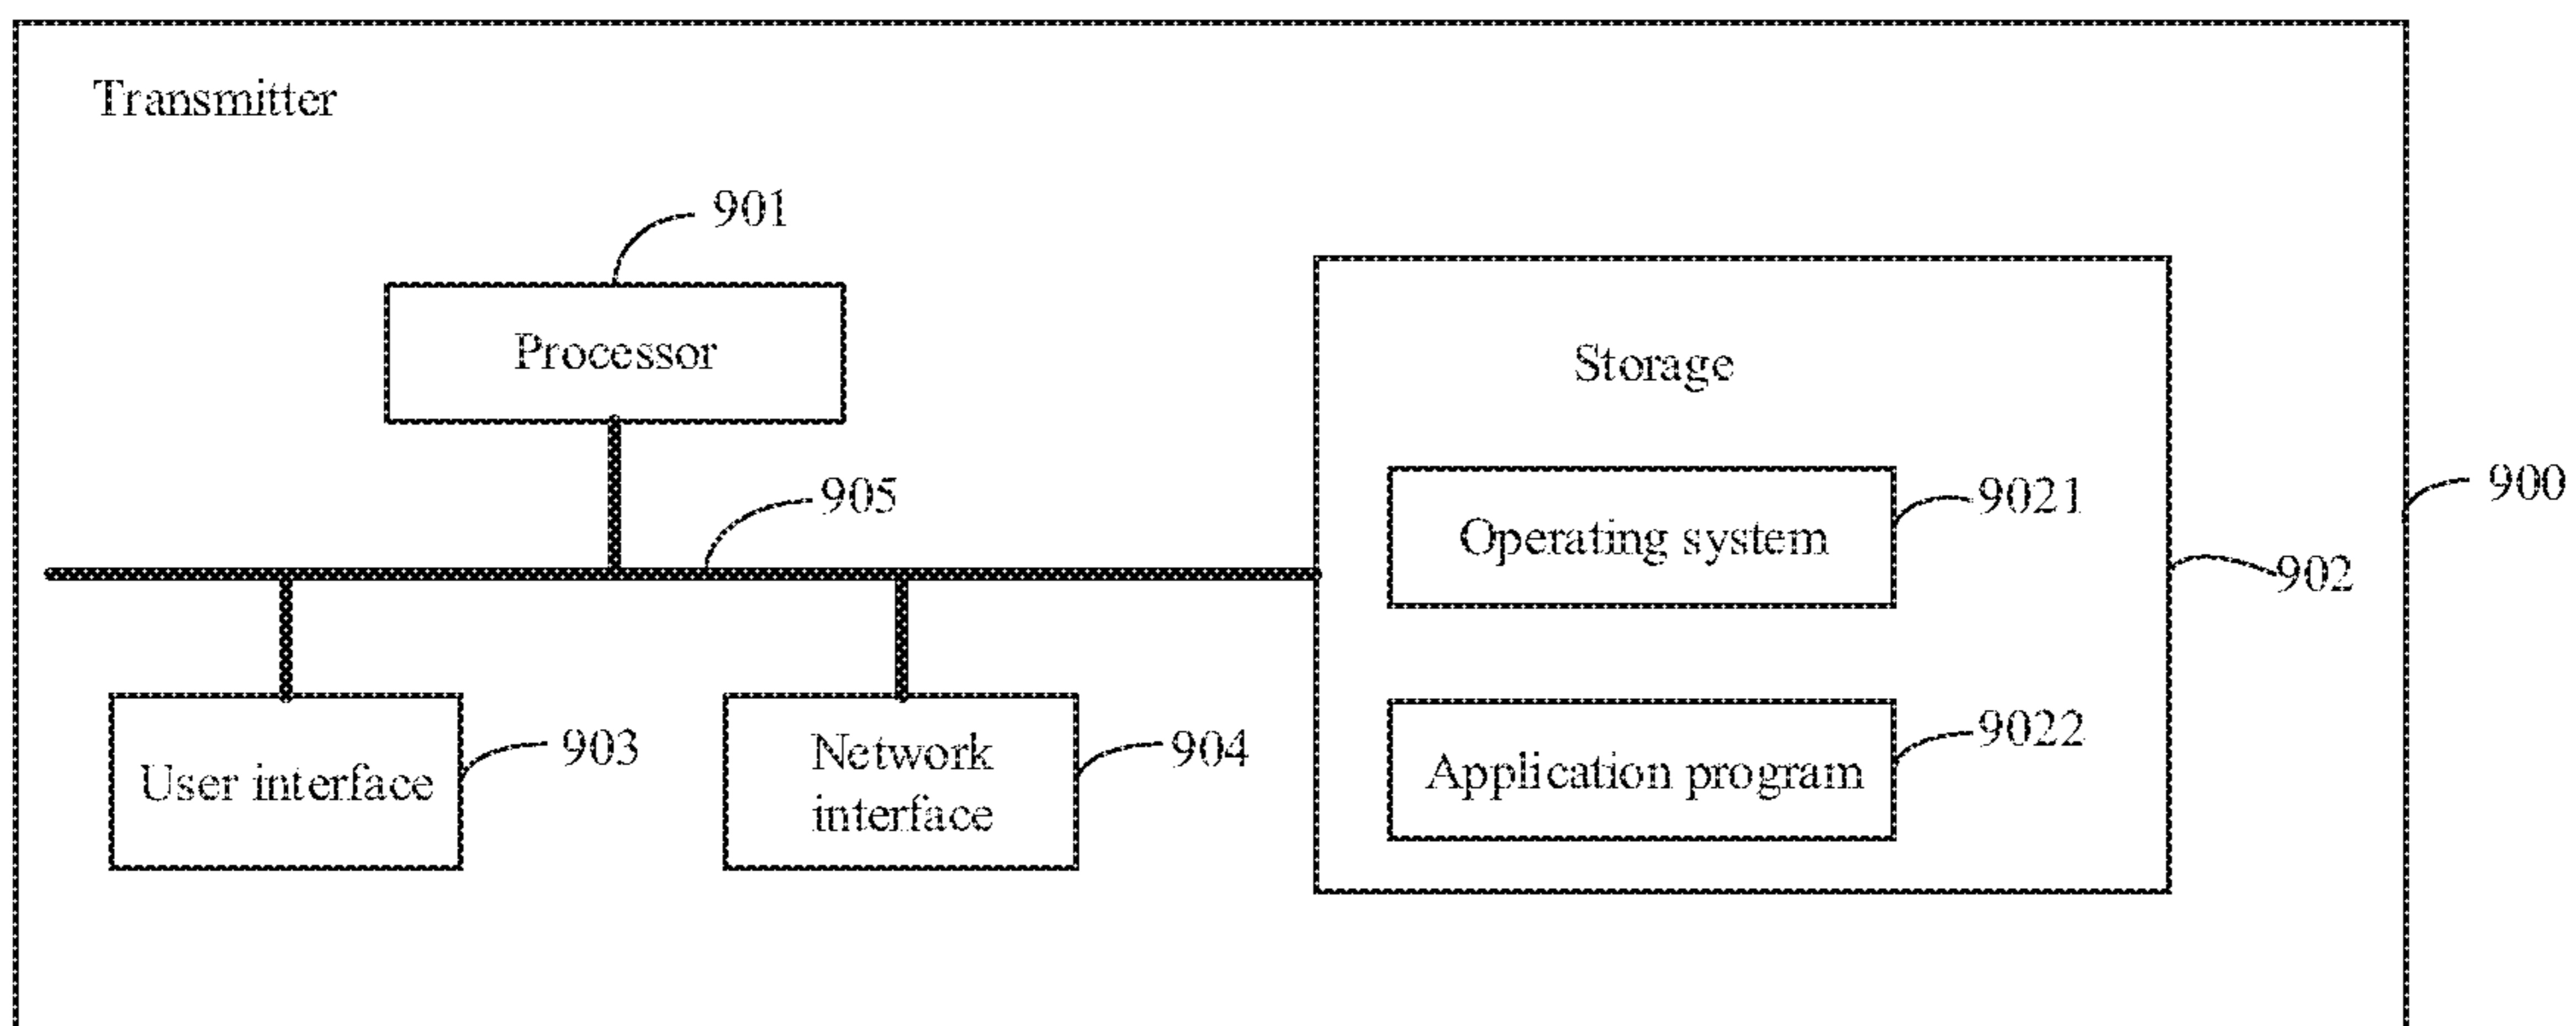 Transmitter
901
Processor
Storage
905
9021
900
Operating system
902
903
Network
904
9022
User interface
interface
Application program